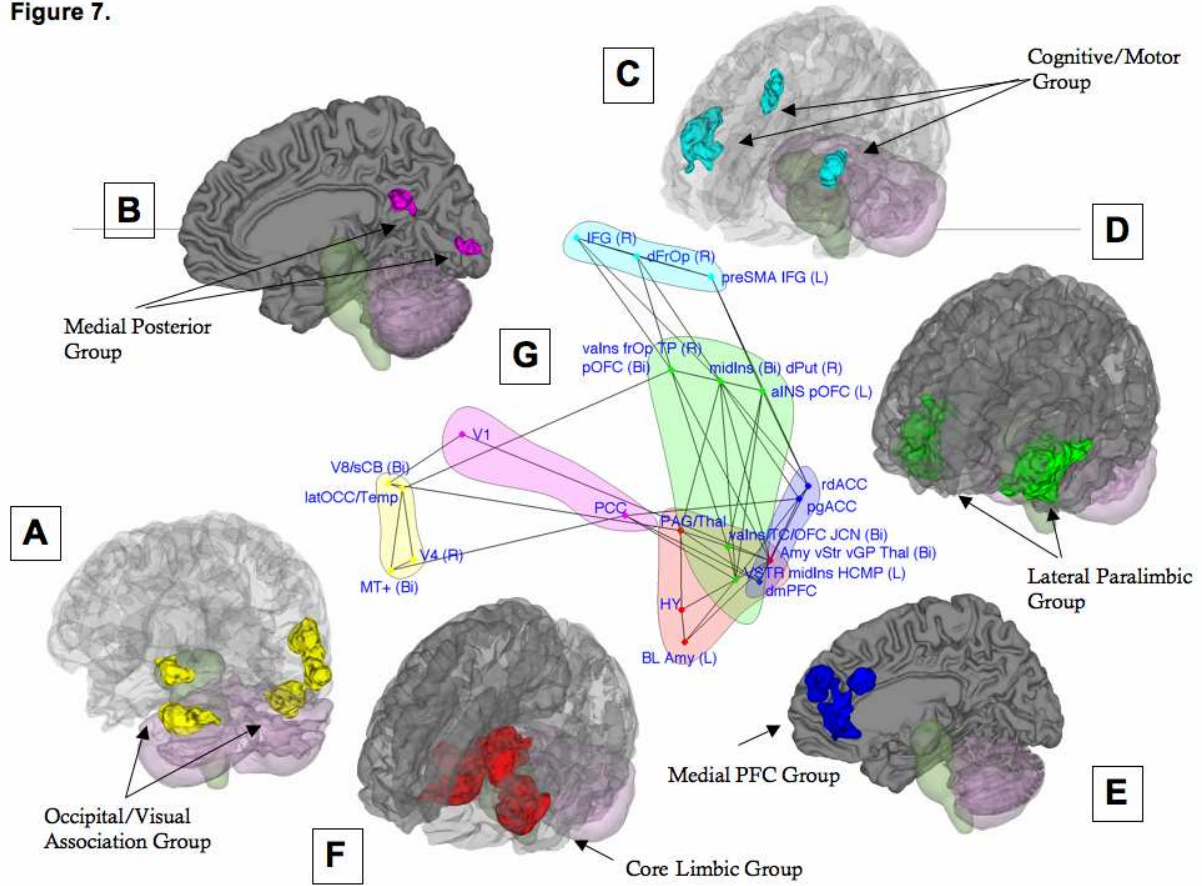 Figure 7.
C
Cognitive/Motor
Group
B
D
Medial Posterior
Group
G
IFG (R)
dFrOp (R)
preSMA IFG (L)
vaIns frOp TP (R)
pOFC (Bi)
midIns (Bi) dPut (R)
aINS pOFC (L)
V1
V8/sCB (Bi)
latOCC/Temp
rdACC
pgACC
PCC
PAG/Thal
vaIns/TC/OFC JCN (Bi)
Amy vStr vGP Thal (Bi)
V4 (R)
VSTR midIns HCMP (L)
MT+ (Bi)
dmPFC
HY
BL Amy (L)
A
Lateral Paralimbic
Group
Medial PFC Group
E
Occipital/Visual
Association Group
F
Core Limbic Group